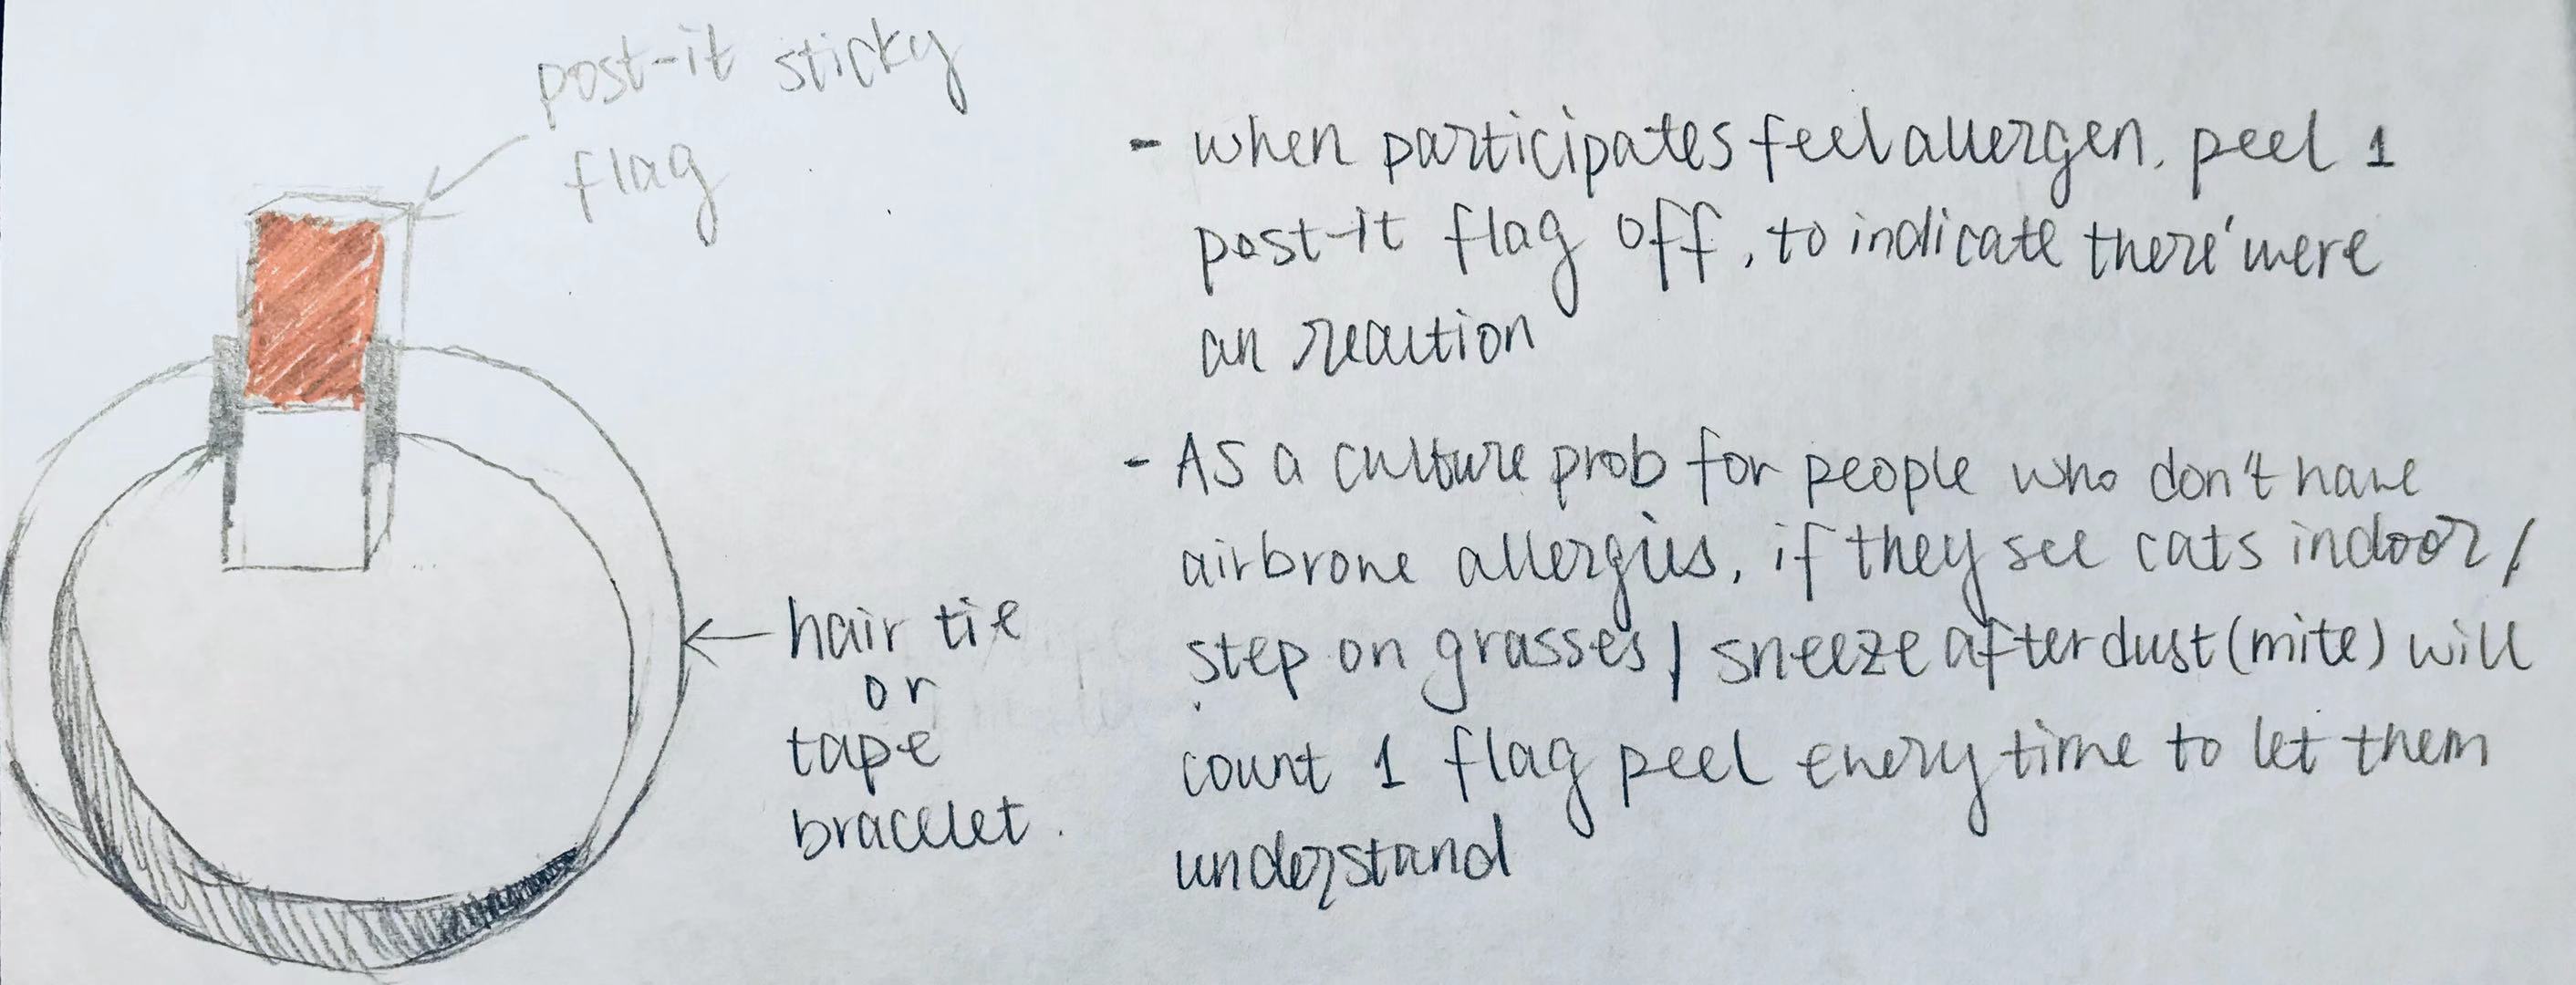 post-it sticky
flag
hair tie
or
tape
bracelet.
- when participates feel allergen, peel 1
post-it flag off, to indicate there' were
an reaction
- As a culture prob for people who don't have
airbrone allergies, if they see cats indoor /
step on grasses / sneeze after dust (mite) will
count 1 flag peel every time to let them
understand